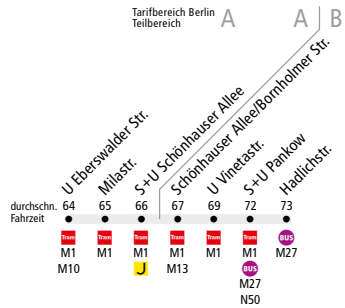 Tarifbereich Berlin
Teilbereich
A A B
U Eberswalder Str.
Milastr.
S+U Schönhauser Allee
Schönhauser Allee/Bornholmer Str.
U Vinetastr.
S+U Pankow
Hadlichstr.
durchschn. 64 65 66 67 69 72 73
Fahrzeit
Tram Tram Tram Tram Tram Tram BUS
M1 M1 M1 M1 M1 M1 M27
M10 J M13 BUS
M27
N50